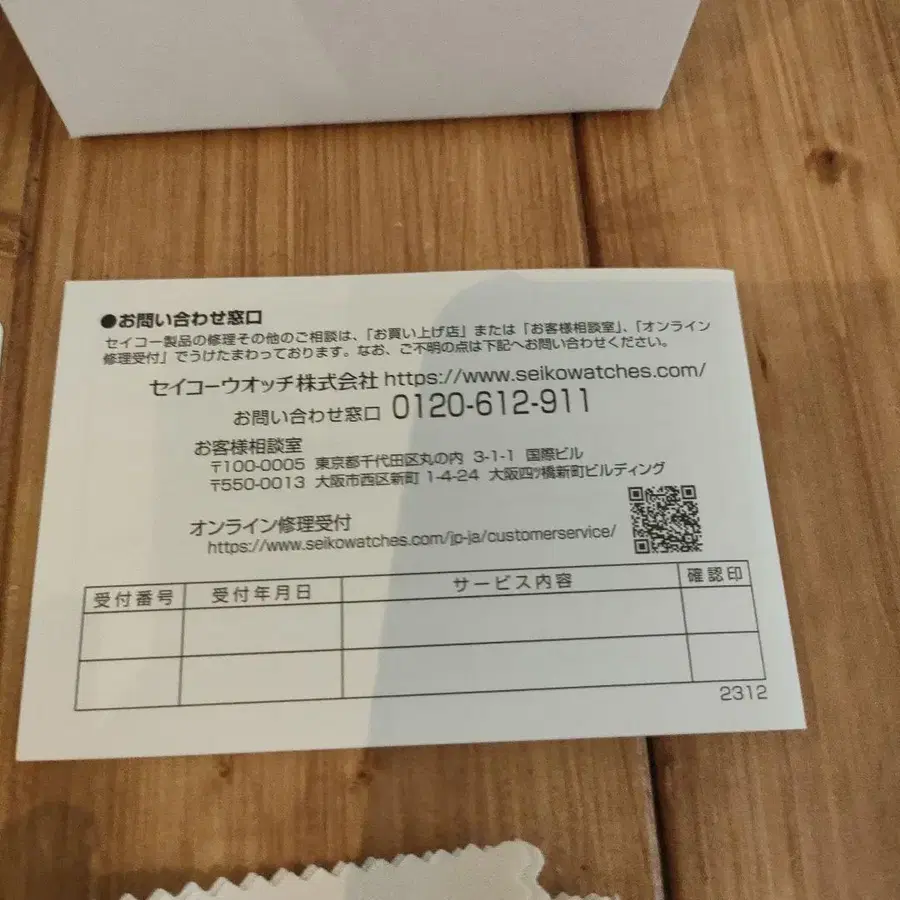 ●お問い合わせ窓口
セイコー製品の修理その他のご相談は、「お買い上げ店」または「お客様相談室」、「オンライン
修理受付」でうけたまわっております。なお、ご不明の点は下記へお問い合わせください。
セイコーウオッチ株式会社 https://www.seikowatches.com/
お問い合わせ窓口 0120-612-911
お客様相談室
〒100-0005 東京都千代田区丸の内 3-1-1 国際ビル
〒550-0013 大阪市西区新町 1-4-24 大阪四ツ橋新町ビルディング
オンライン修理受付
https://www.seikowatches.com/jp-ja/customerservice/
受付番号 受付年月日 サービス内容 確認印
2312